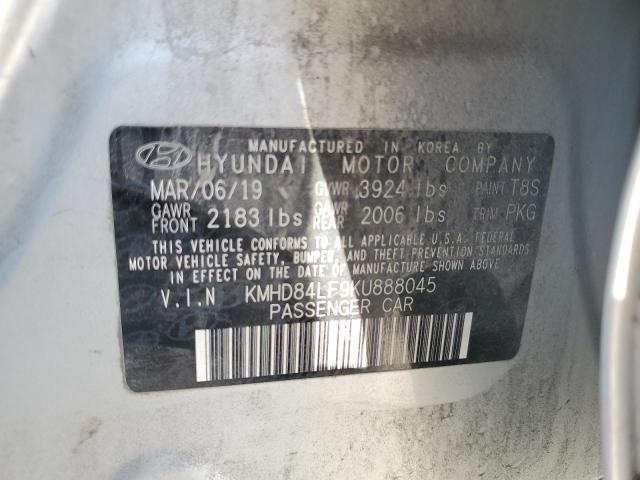 MANUFACTURED IN KOREA BY
HYUNDAI MOTOR COMPANY
MAR/06/19 GVWR 3924 lbs PAINT T8S
GAWR FRONT 2183 lbs GAWR REAR 2006 lbs TRIM PKG
THIS VEHICLE CONFORMS TO ALL APPLICABLE U.S.A. FEDERAL
MOTOR VEHICLE SAFETY, BUMPER, AND THEFT PREVENTION STANDARDS
IN EFFECT ON THE DATE OF MANUFACTURE SHOWN ABOVE.
V.I.N KMHD84LF9KU888045
PASSENGER CAR